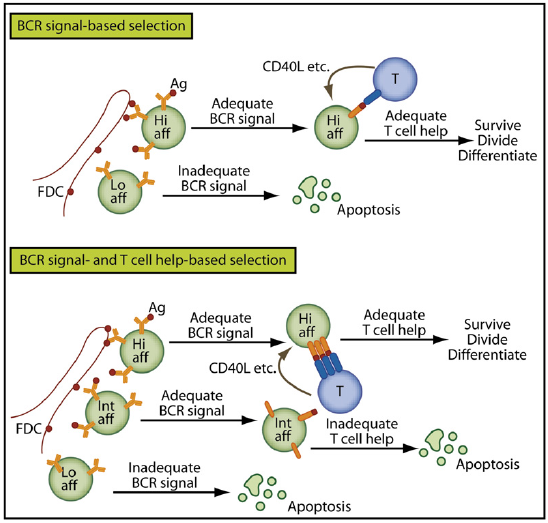 BCR signal-based selection
Ag
CD40L etc.
T
Hi
aff
Adequate
BCR signal
Hi
aff
Adequate
T cell help
Survive
Divide
Differentiate
FDC
Lo
aff
Inadequate
BCR signal
Apoptosis
BCR signal- and T cell help-based selection
Ag
Hi
aff
Adequate
BCR signal
Hi
aff
Adequate
T cell help
Survive
Divide
Differentiate
CD40L etc.
T
FDC
Int
aff
Adequate
BCR signal
Int
aff
Inadequate
T cell help
Apoptosis
Lo
aff
Inadequate
BCR signal
Apoptosis